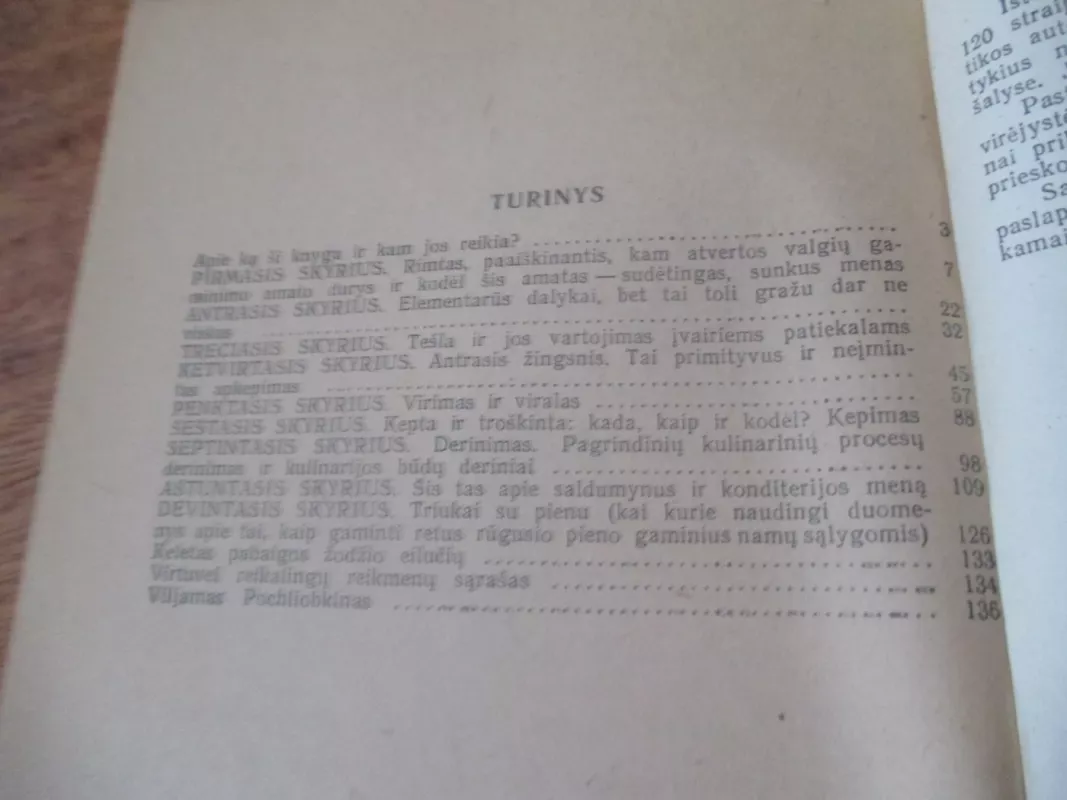 TURINYS
Apie ką ši knyga ir kam jos reikia? 3
PIRMASIS SKYRIUS. Rimtas, paaiškinantis, kam atvertos valgių ga-
minimo amato durys ir kodėl šis amatas — sudėtingas, sunkus menas 7
ANTRASIS SKYRIUS. Elementarūs dalykai, bet tai toli gražu dar ne
viskas 22
TREČIASIS SKYRIUS. Tešla ir jos vartojimas įvairiems patiekalams 32
KETVIRTASIS SKYRIUS. Antrasis žingsnis. Tai primityvus ir neįmin-
tas apkepimas 45
PENKTASIS SKYRIUS. Virimas ir viralas 57
ŠEŠTASIS SKYRIUS. Kepta ir troškinta: kada, kaip ir kodėl? Kepimas 88
SEPTINTASIS SKYRIUS. Derinimas. Pagrindinių kulinarinių procesų
derinimas ir kulinarijos būdų deriniai 98
AŠTUNTASIS SKYRIUS. Šis tas apie saldumynus ir konditerijos meną 109
DEVINTASIS SKYRIUS. Triukai su pienu (kai kurie naudingi duome-
nys apie tai, kaip gaminti retus rūgusio pieno gaminius namų sąlygomis) 126
Keletas pabaigos žodžio eilučių 133
Virtuvei reikalingų reikmenų sąrašas 134
Viljamas Pochliobkinas 136
120
tikos
tykius
šalyse.
virėjystė
nai
priesko
paslap
kamai